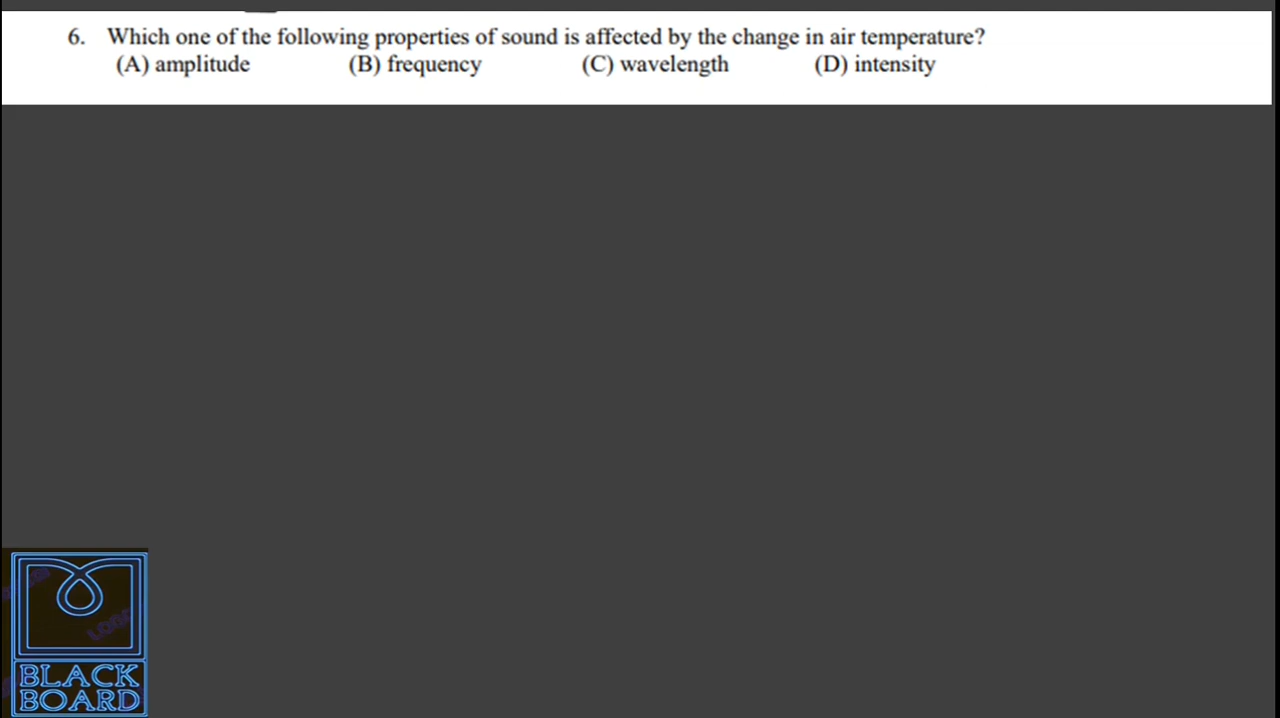 6. Which one of the following properties of sound is affected by the change in air temperature?
(A) amplitude (B) frequency (C) wavelength (D) intensity
BLACK
BOARD